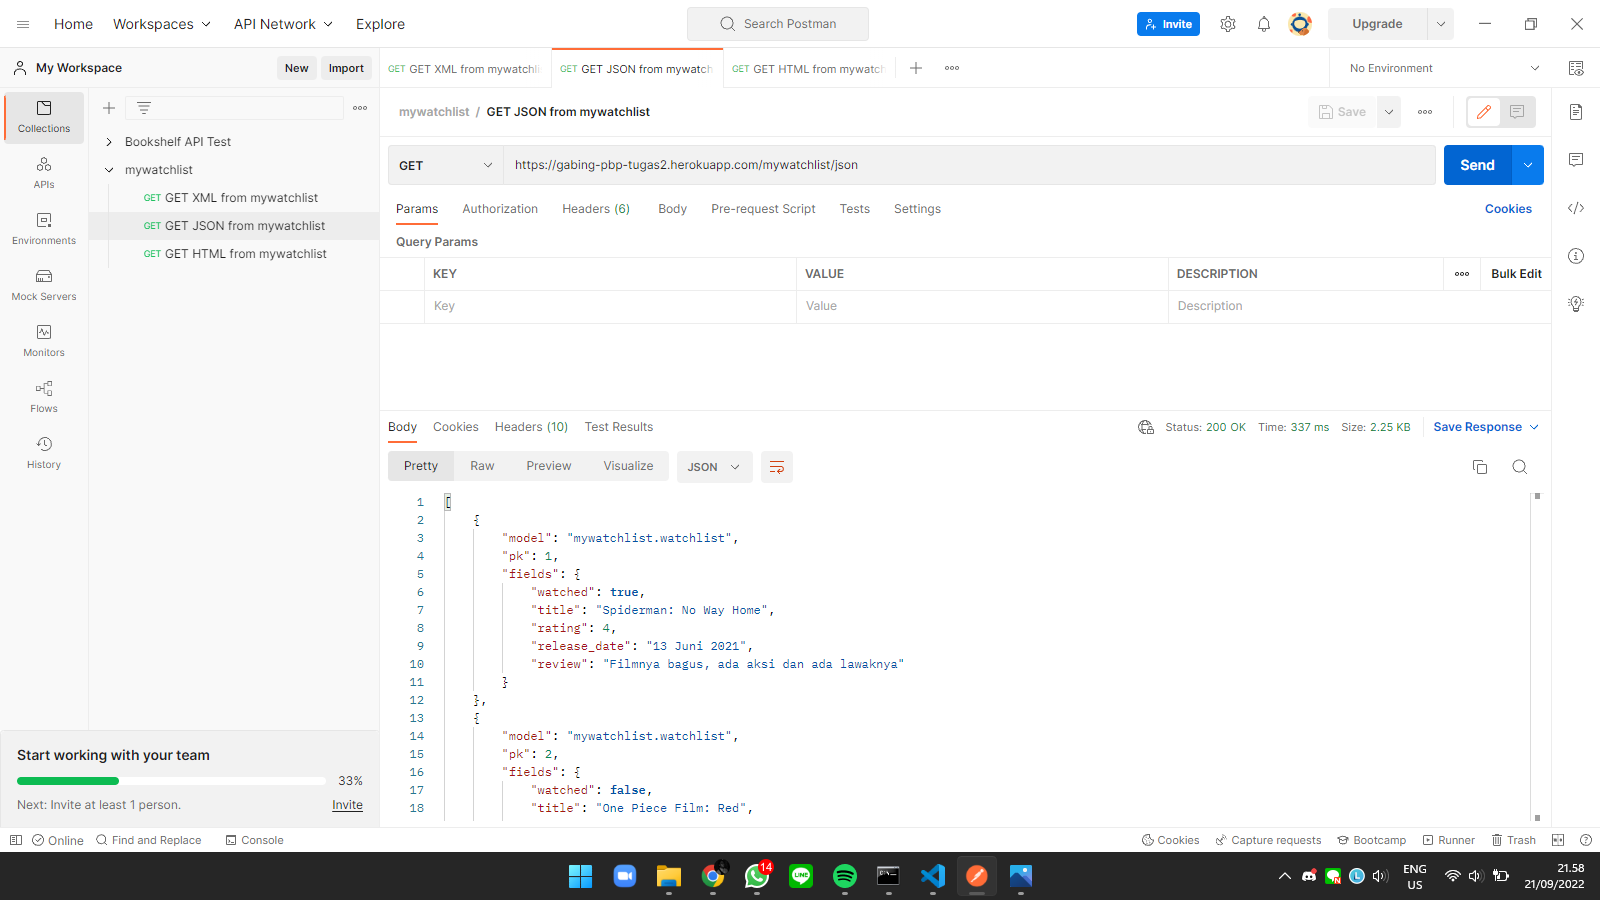 Home Workspaces API Network Explore Search Postman Invite Upgrade
My Workspace New Import GET GET XML from mywatchli GET GET JSON from mywatch GET GET HTML from mywatch No Environment
Collections
APIs
Environments
Mock Servers
Monitors
Flows
History
Bookshelf API Test
mywatchlist
GET GET XML from mywatchlist
GET GET JSON from mywatchlist
GET GET HTML from mywatchlist
mywatchlist / GET JSON from mywatchlist Save
GET https://gabing-pbp-tugas2.herokuapp.com/mywatchlist/json Send
Params Authorization Headers (6) Body Pre-request Script Tests Settings Cookies
Query Params
KEY VALUE DESCRIPTION Bulk Edit
Key Value Description
Body Cookies Headers (10) Test Results Status: 200 OK Time: 337 ms Size: 2.25 KB Save Response
Pretty Raw Preview Visualize JSON
1 [
2 {
3 "model": "mywatchlist.watchlist",
4 "pk": 1,
5 "fields": {
6 "watched": true,
7 "title": "Spiderman: No Way Home",
8 "rating": 4,
9 "release_date": "13 Juni 2021",
10 "review": "Filmnya bagus, ada aksi dan ada lawaknya"
11 }
12 },
13 {
14 "model": "mywatchlist.watchlist",
15 "pk": 2,
16 "fields": {
17 "watched": false,
18 "title": "One Piece Film: Red",
Start working with your team
33%
Next: Invite at least 1 person. Invite
Online Find and Replace Console Cookies Capture requests Bootcamp Runner Trash
14
LINE
ENG
US
21.58
21/09/2022